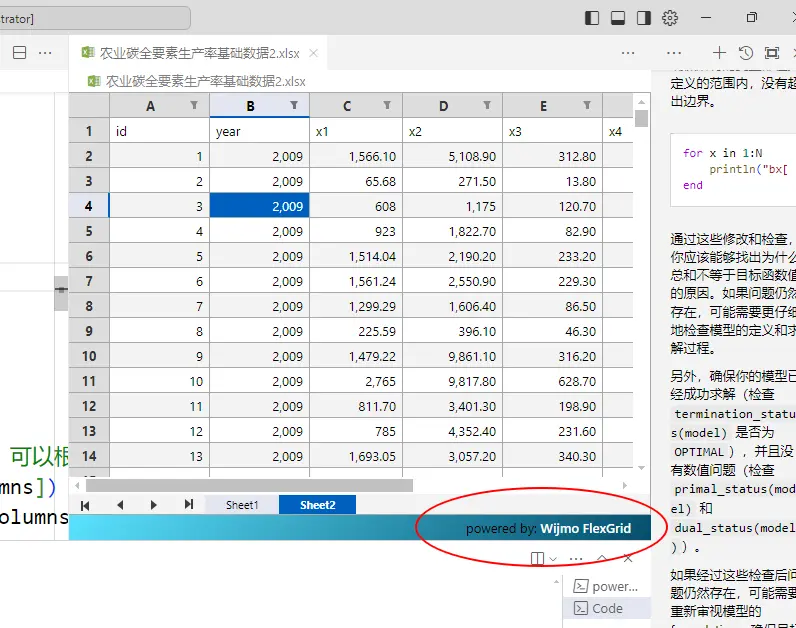 strator]
农业碳全要素生产率基础数据2.xlsx
农业碳全要素生产率基础数据2.xlsx
A B C D E
1 id year x1 x2 x3 x4
2 1 2,009 1,566.10 5,108.90 312.80
3 2 2,009 65.68 271.50 13.80
4 3 2,009 608 1,175 120.70
5 4 2,009 923 1,822.70 82.90
6 5 2,009 1,514.04 2,190.20 233.20
7 6 2,009 1,561.24 2,550.90 229.30
8 7 2,009 1,299.29 1,606.40 86.50
9 8 2,009 225.59 396.10 46.30
10 9 2,009 1,479.22 9,861.10 316.20
11 10 2,009 2,765 9,817.80 628.70
12 11 2,009 811.70 3,401.30 198.90
13 12 2,009 785 4,352.40 231.60
14 13 2,009 1,693.05 3,057.20 340.30
Sheet1 Sheet2
powered by: Wijmo FlexGrid
可以根
mns])
olumns
power...
Code
定义的范围内，没有超
出边界。
for x in 1:N
println("bx[
end
通过这些修改和检查，
你应该能够找出为什么
总和不等于目标函数值
的原因。如果问题仍然
存在，可能需要更仔细
地检查模型的定义和求
解过程。
另外，确保你的模型已
经成功求解（检查
termination_statu
s(model) 是否为
OPTIMAL ），并且没
有数值问题（检查
primal_status(mod
el) 和
dual_status(model
) ）。
如果经过这些检查后问
题仍然存在，可能需要
重新审视模型的